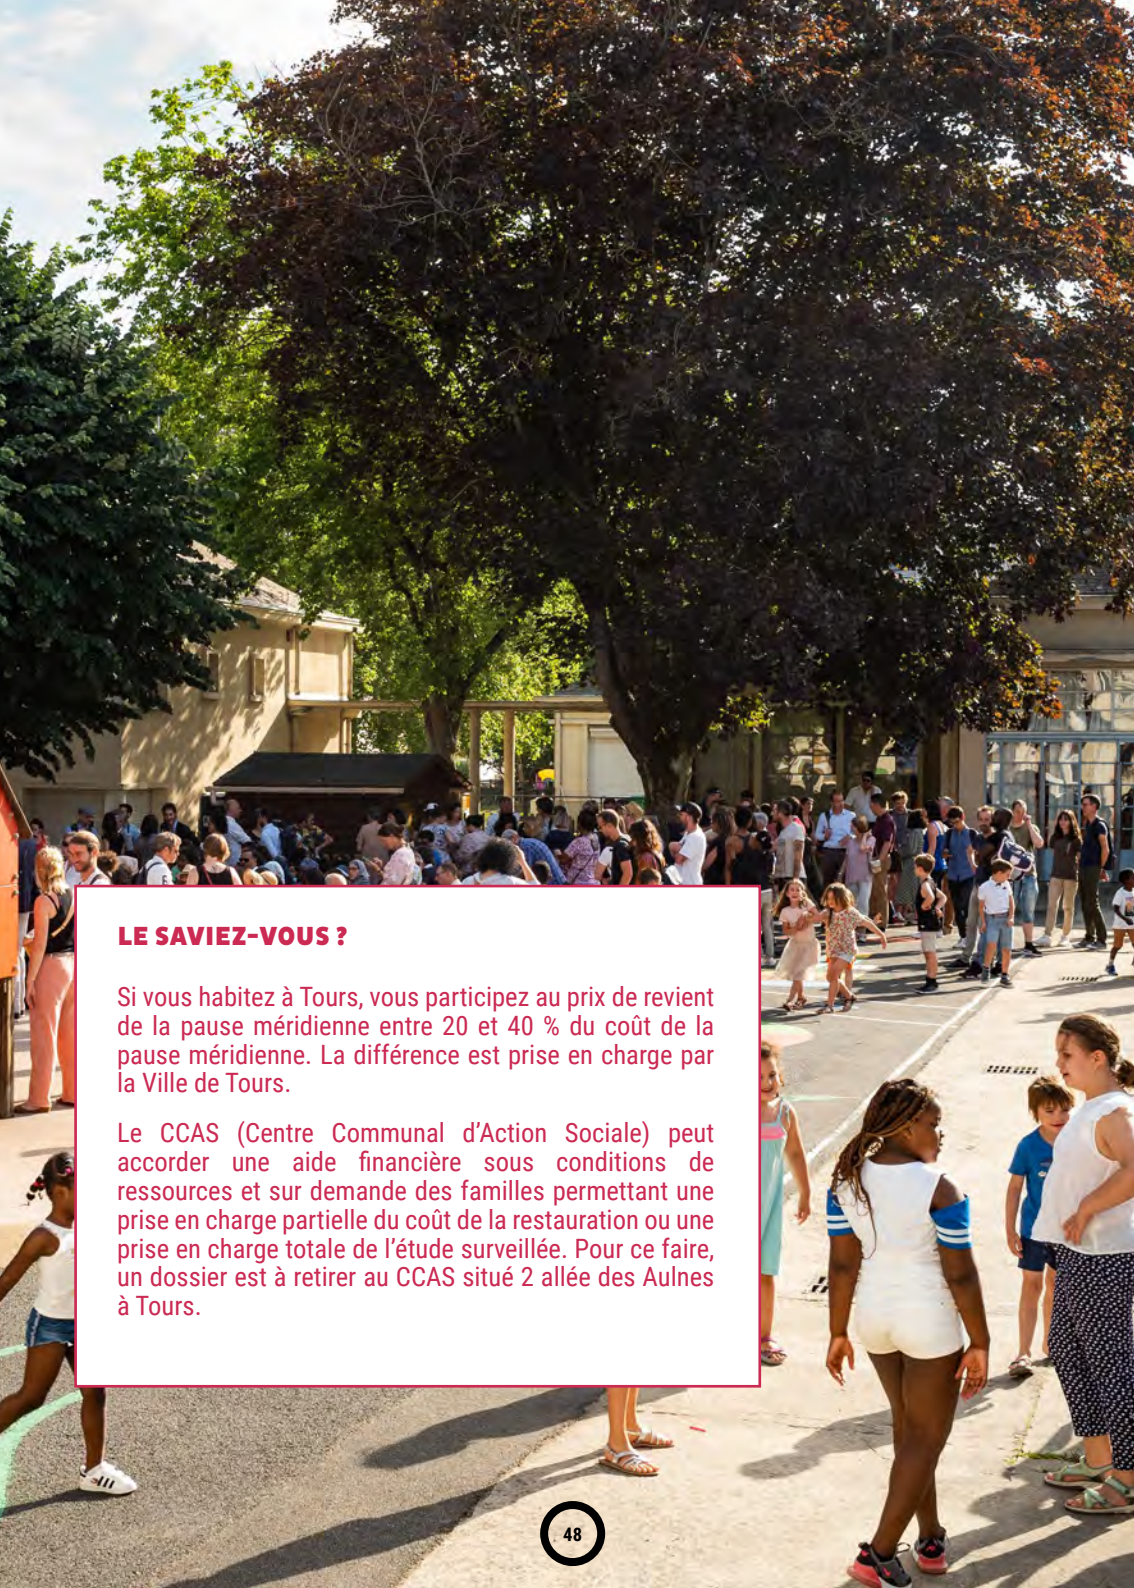 LE SAVIEZ-VOUS ?
Si vous habitez à Tours, vous participez au prix de revient
de la pause méridienne entre 20 et 40 % du coût de la
pause méridienne. La différence est prise en charge par
la Ville de Tours.
Le CCAS (Centre Communal d’Action Sociale) peut
accorder une aide financière sous conditions de
ressources et sur demande des familles permettant une
prise en charge partielle du coût de la restauration ou une
prise en charge totale de l’étude surveillée. Pour ce faire,
un dossier est à retirer au CCAS situé 2 allée des Aulnes
à Tours.
48